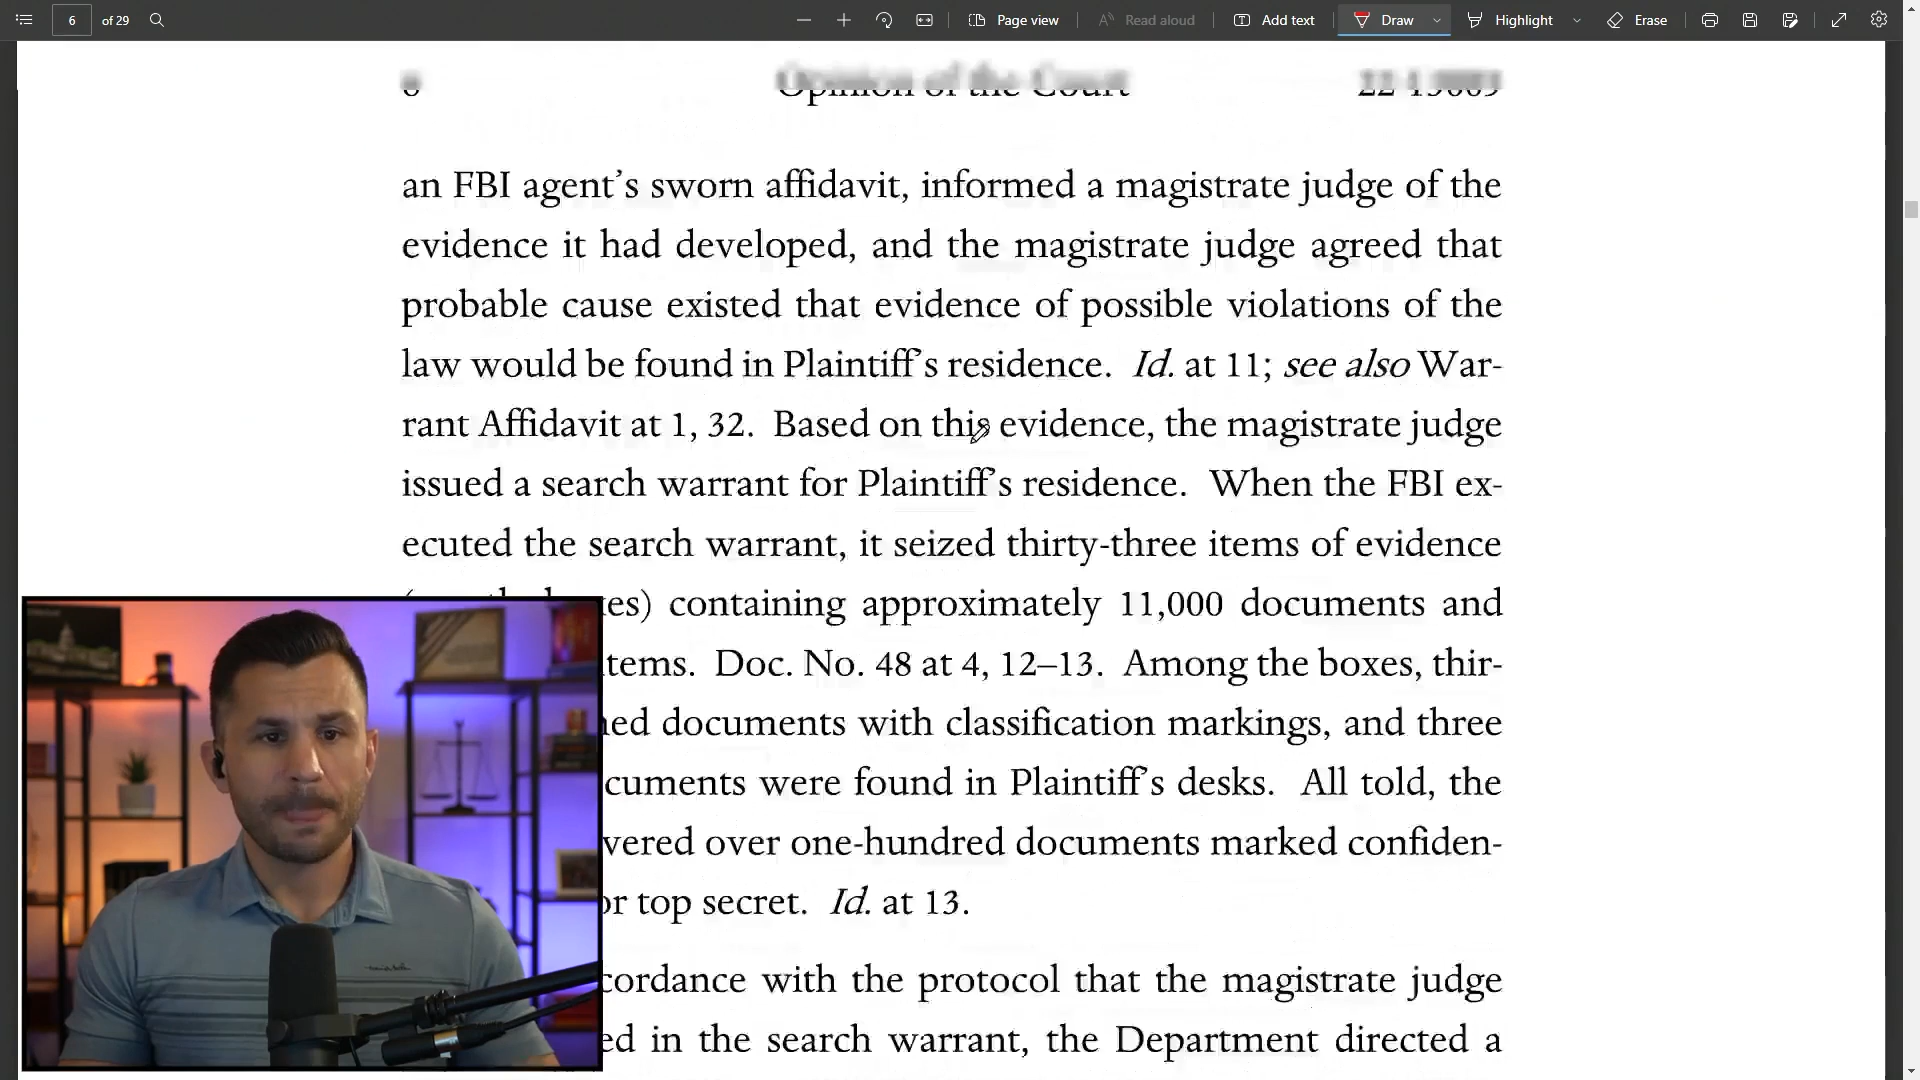 6 of 29 Page view Read aloud Add text Draw Highlight Erase
6 Opinion of the Court 22-13005
an FBI agent’s sworn affidavit, informed a magistrate judge of the
evidence it had developed, and the magistrate judge agreed that
probable cause existed that evidence of possible violations of the
law would be found in Plaintiff’s residence. Id. at 11; see also War-
rant Affidavit at 1, 32. Based on this evidence, the magistrate judge
issued a search warrant for Plaintiff’s residence. When the FBI ex-
ecuted the search warrant, it seized thirty-three items of evidence
es) containing approximately 11,000 documents and
tems. Doc. No. 48 at 4, 12–13. Among the boxes, thir-
ned documents with classification markings, and three
cuments were found in Plaintiff’s desks. All told, the
vered over one-hundred documents marked confiden-
or top secret. Id. at 13.
cordance with the protocol that the magistrate judge
ed in the search warrant, the Department directed a